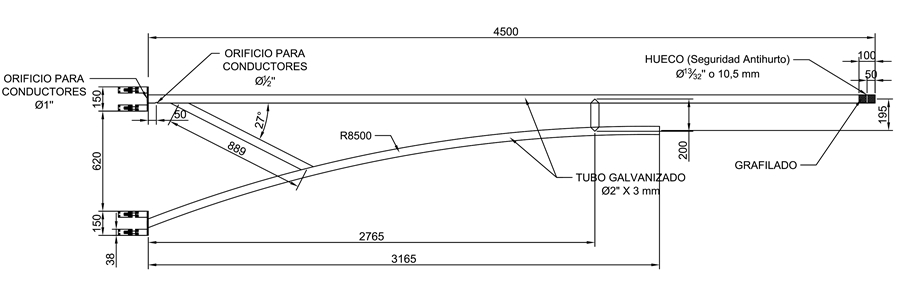 4500
ORIFICIO PARA
CONDUCTORES
Ø½"
HUECO (Seguridad Antihurto)
Ø13/32" o 10,5 mm
100
50
ORIFICIO PARA
CONDUCTORES
Ø1"
150
50
27°
889
R8500
200
195
GRAFILADO
620
TUBO GALVANIZADO
Ø2" X 3 mm
150
38
2765
3165